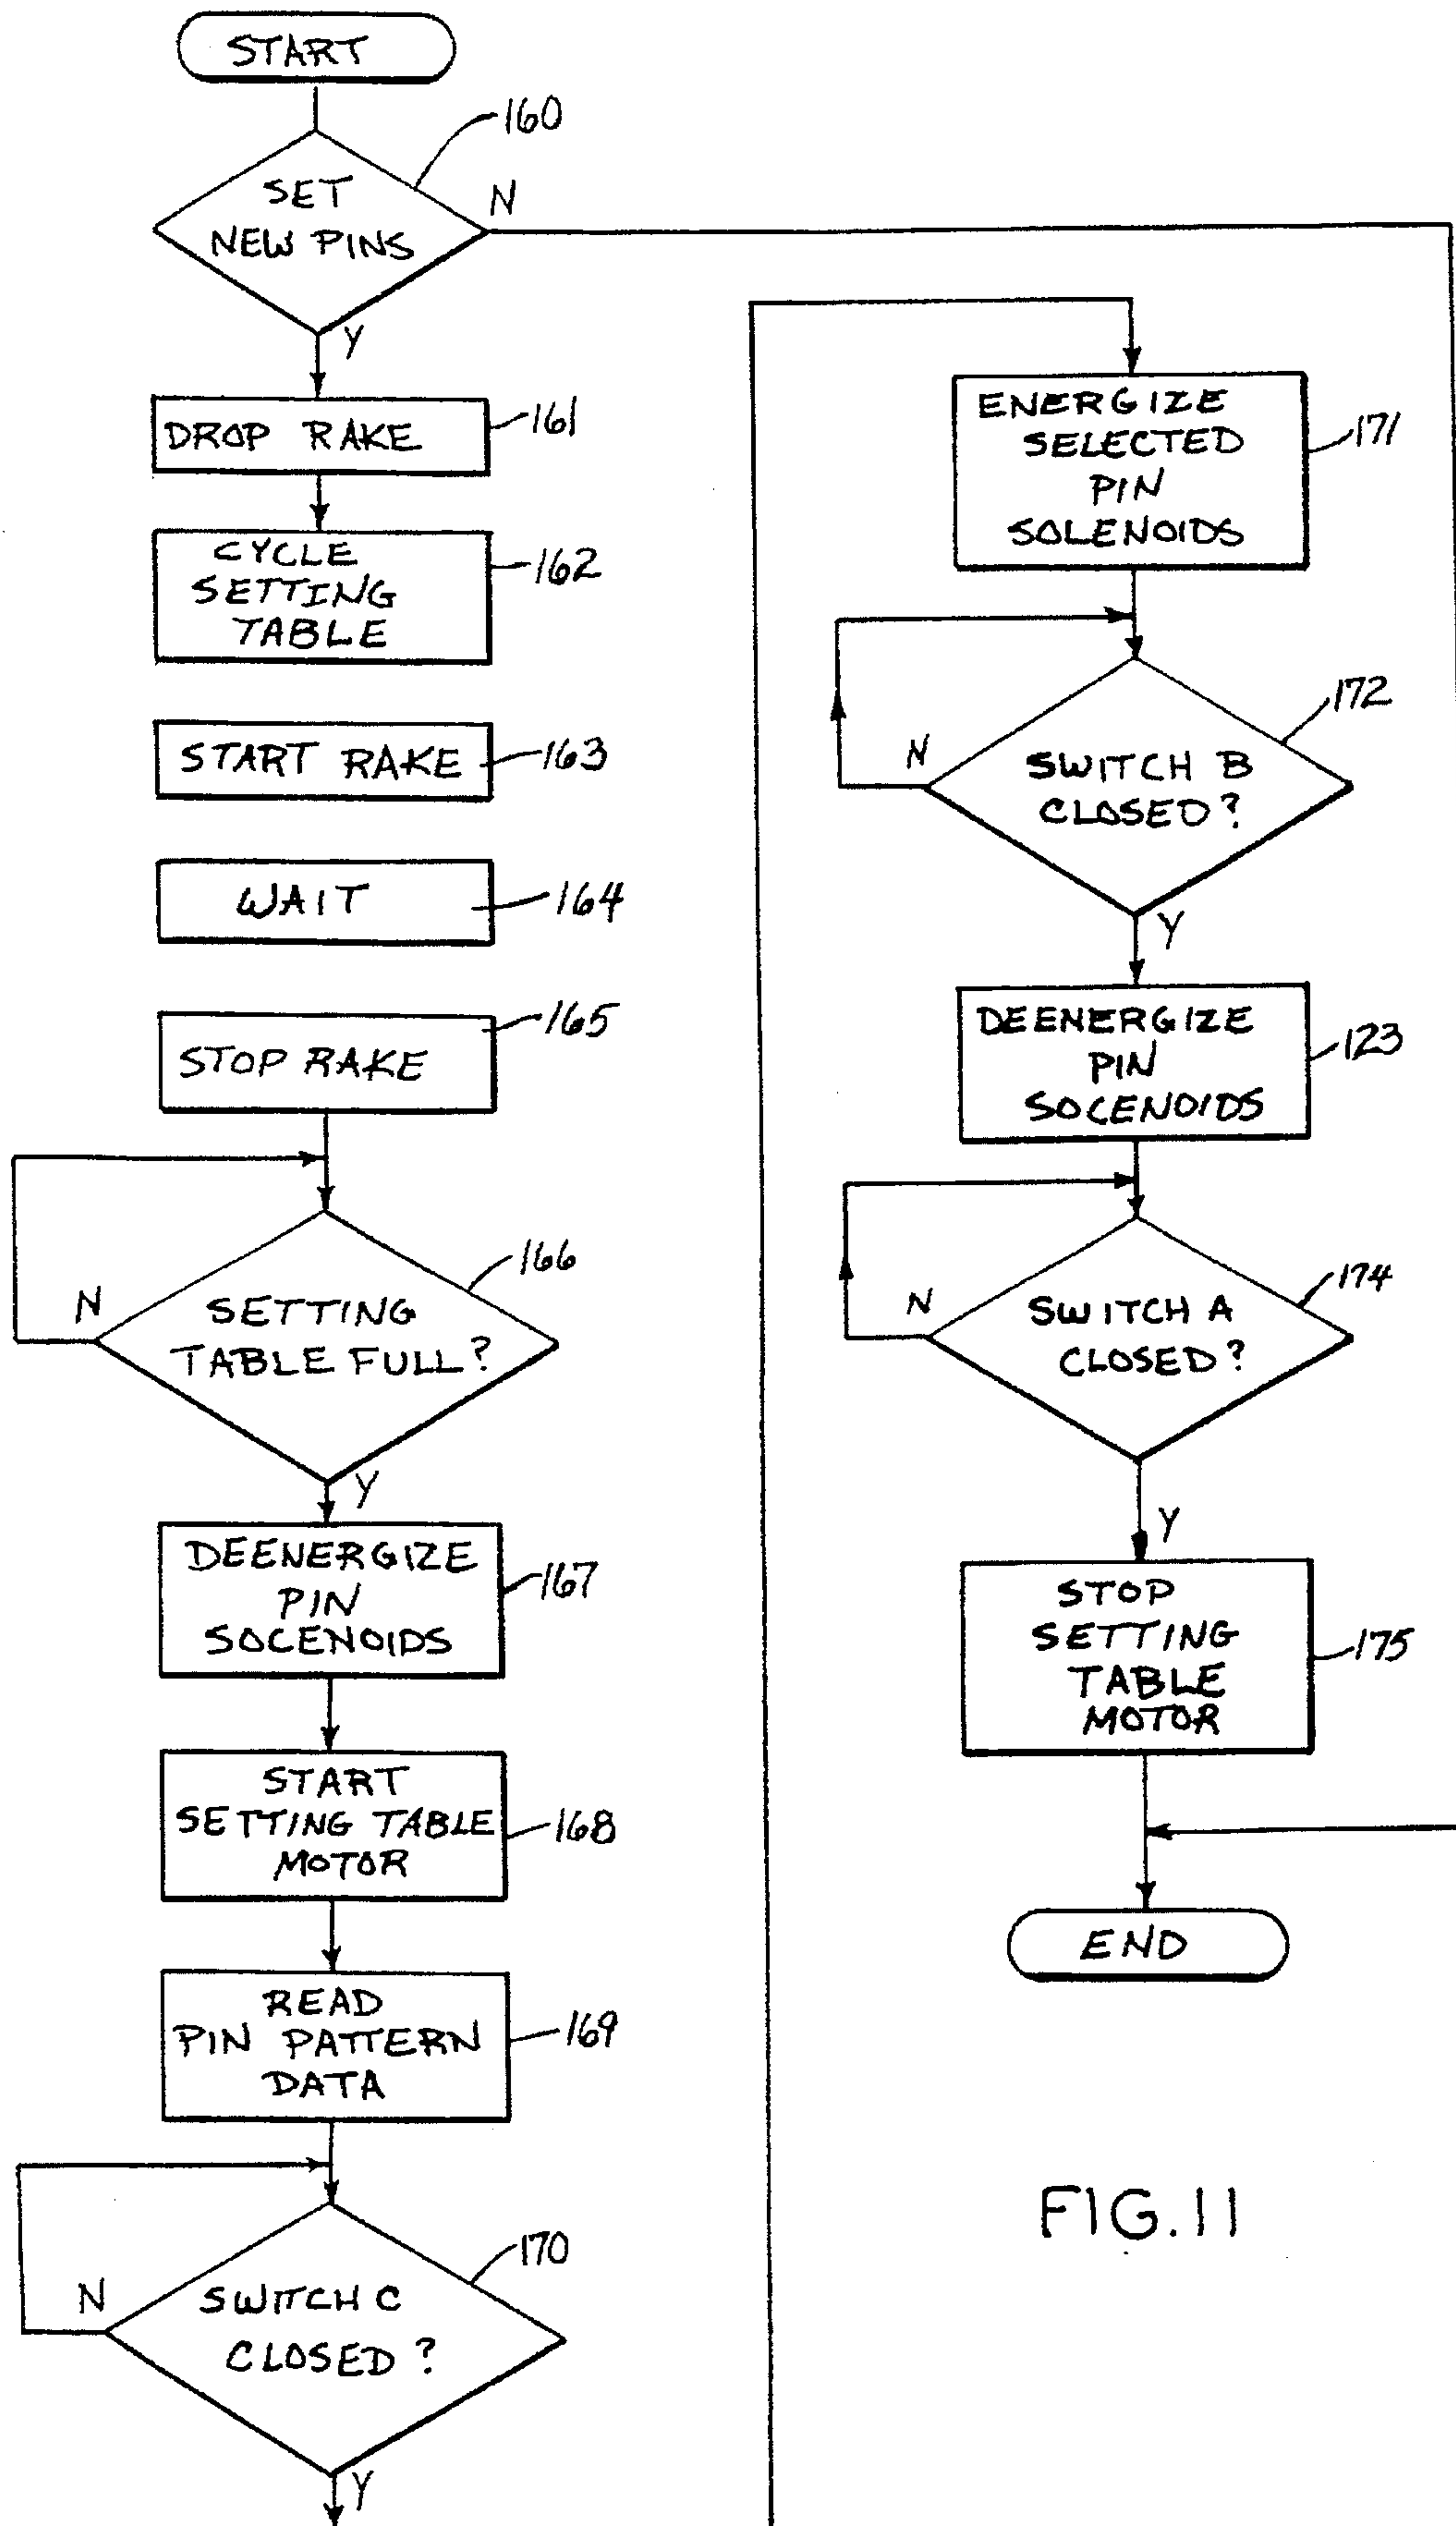 START
160
SET
NEW PINS
N
Y
DROP RAKE
161
CYCLE
SETTING
TABLE
162
START RAKE
163
WAIT
164
STOP RAKE
165
166
SETTING
TABLE FULL?
N
Y
DEENERGIZE
PIN
SOCENOIDS
167
START
SETTING TABLE
MOTOR
168
READ
PIN PATTERN
DATA
169
170
SWITCH C
CLOSED?
N
Y
ENERGIZE
SELECTED
PIN
SOLENOIDS
171
172
SWITCH B
CLOSED?
N
Y
DEENERGIZE
PIN
SOCENOIDS
123
174
SWITCH A
CLOSED?
N
Y
STOP
SETTING
TABLE
MOTOR
175
END
FIG. 11